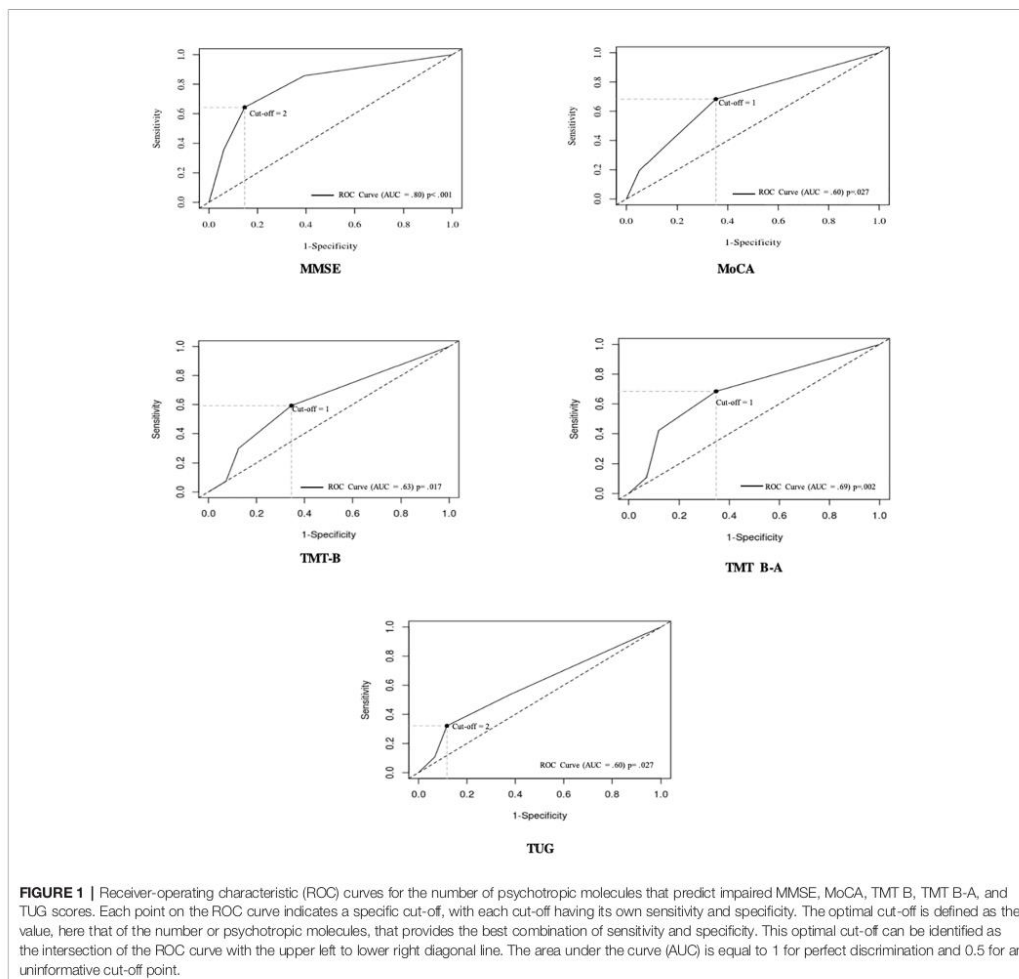 1.0
0.8
0.6
0.4
0.2
0.0
Sensitivity
Cut-off = 2
ROC Curve (AUC = .80) p< .001
0.0 0.2 0.4 0.6 0.8 1.0
1-Specificity
MMSE
1.0
0.8
0.6
0.4
0.2
0.0
Sensitivity
Cut-off = 1
ROC Curve (AUC = .60) p=.027
0.0 0.2 0.4 0.6 0.8 1.0
1-Specificity
MoCA
1.0
0.8
0.6
0.4
0.2
0.0
Sensitivity
Cut-off = 1
ROC Curve (AUC = .63) p= .017
0.0 0.2 0.4 0.6 0.8 1.0
1-Specificity
TMT-B
1.0
0.8
0.6
0.4
0.2
0.0
Sensitivity
Cut-off = 1
ROC Curve (AUC = .69) p=.002
0.0 0.2 0.4 0.6 0.8 1.0
1-Specificity
TMT B-A
1.0
0.8
0.6
0.4
0.2
0.0
Sensitivity
Cut-off = 2
ROC Curve (AUC = .60) p= .027
0.0 0.2 0.4 0.6 0.8 1.0
1-Specificity
TUG
FIGURE 1 | Receiver-operating characteristic (ROC) curves for the number of psychotropic molecules that predict impaired MMSE, MoCA, TMT B, TMT B-A, and
TUG scores. Each point on the ROC curve indicates a specific cut-off, with each cut-off having its own sensitivity and specificity. The optimal cut-off is defined as the
value, here that of the number or psychotropic molecules, that provides the best combination of sensitivity and specificity. This optimal cut-off can be identified as
the intersection of the ROC curve with the upper left to lower right diagonal line. The area under the curve (AUC) is equal to 1 for perfect discrimination and 0.5 for an
uninformative cut-off point.